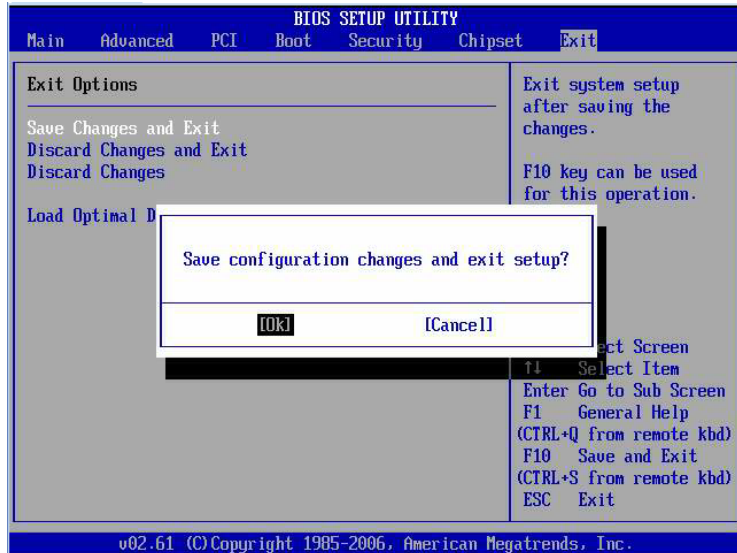 BIOS SETUP UTILITY
Main Advanced PCI Boot Security Chipset Exit
Exit Options
Save Changes and Exit
Discard Changes and Exit
Discard Changes
Load Optimal D
Save configuration changes and exit setup?
[Ok] [Cancel]
Exit system setup
after saving the
changes.
F10 key can be used
for this operation.
ect Screen
↑↓ Select Item
Enter Go to Sub Screen
F1 General Help
(CTRL+Q from remote kbd)
F10 Save and Exit
(CTRL+S from remote kbd)
ESC Exit
v02.61 (C)Copyright 1985-2006, American Megatrends, Inc.